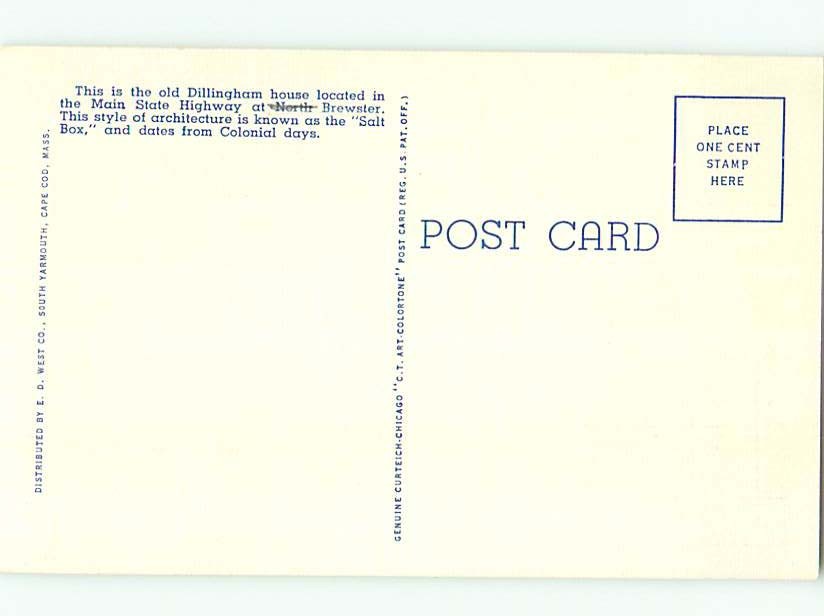 This is the old Dillingham house located in
the Main State Highway at North Brewster.
This style of architecture is known as the "Salt
Box," and dates from Colonial days.
DISTRIBUTED BY E. D. WEST CO., SOUTH YARMOUTH, CAPE COD, MASS.
GENUINE CURTEICH-CHICAGO "C.T. ART-COLORTONE" POST CARD (REG. U.S. PAT. OFF.)
POST CARD
PLACE
ONE CENT
STAMP
HERE